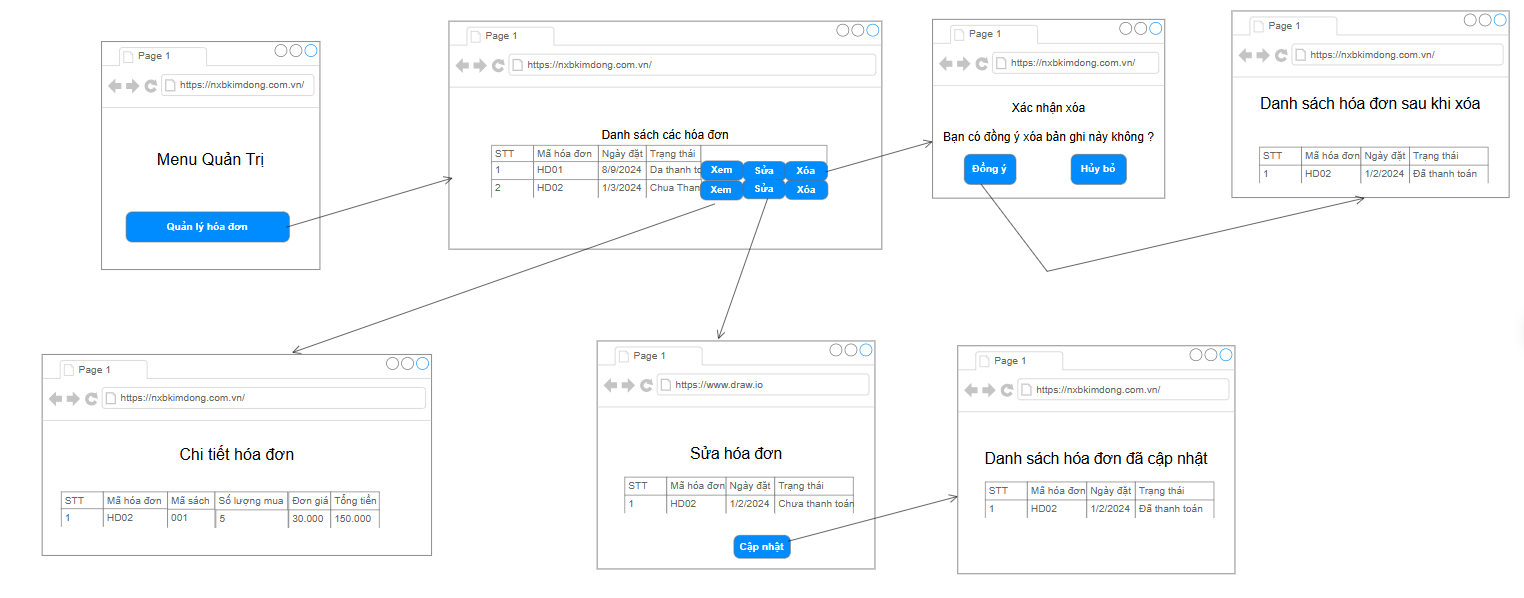 Page 1
https://nxbkimdong.com.vn/
Menu Quản Trị
Quản lý hóa đơn
Page 1
https://nxbkimdong.com.vn/
Danh sách các hóa đơn
STT Mã hóa đơn Ngày đặt Trạng thái
1 HD01 8/9/2024 Da thanh to Xem Sửa Xóa
2 HD02 1/3/2024 Chua Than Xem Sửa Xóa
Page 1
https://nxbkimdong.com.vn/
Xác nhận xóa
Bạn có đồng ý xóa bản ghi này không ?
Đồng ý Hủy bỏ
Page 1
https://nxbkimdong.com.vn/
Danh sách hóa đơn sau khi xóa
STT Mã hóa đơn Ngày đặt Trạng thái
1 HD02 1/2/2024 Đã thanh toán
Page 1
https://nxbkimdong.com.vn/
Chi tiết hóa đơn
STT Mã hóa đơn Mã sách Số lượng mua Đơn giá Tổng tiền
1 HD02 001 5 30.000 150.000
Page 1
https://www.draw.io
Sửa hóa đơn
STT Mã hóa đơn Ngày đặt Trạng thái
1 HD02 1/2/2024 Chưa thanh toán
Cập nhật
Page 1
https://nxbkimdong.com.vn/
Danh sách hóa đơn đã cập nhật
STT Mã hóa đơn Ngày đặt Trạng thái
1 HD02 1/2/2024 Đã thanh toán